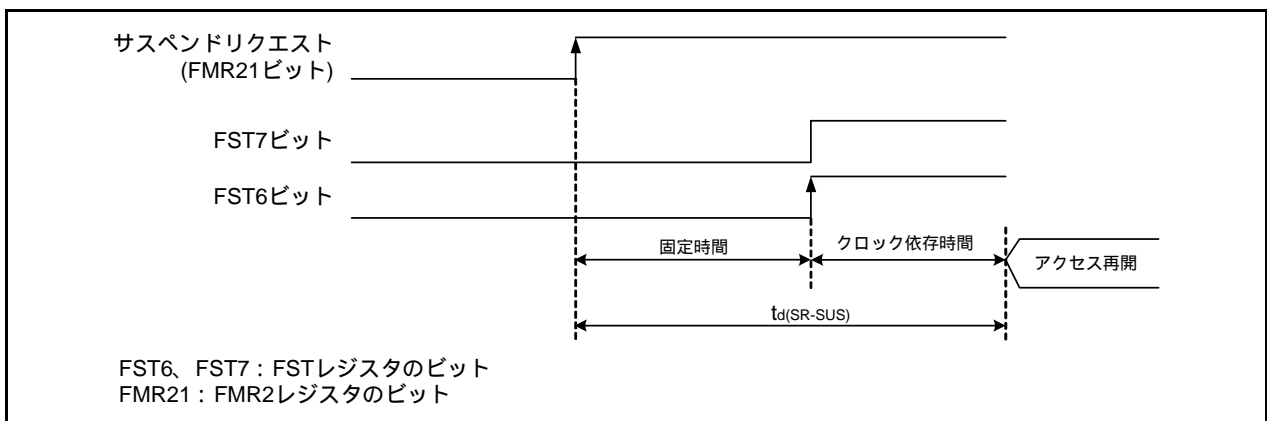 サスペンドリクエスト
(FMR21ビット)
FST7ビット
FST6ビット
固定時間
クロック依存時間
アクセス再開
td(SR-SUS)
FST6、FST7:FSTレジスタのビット
FMR21:FMR2レジスタのビット